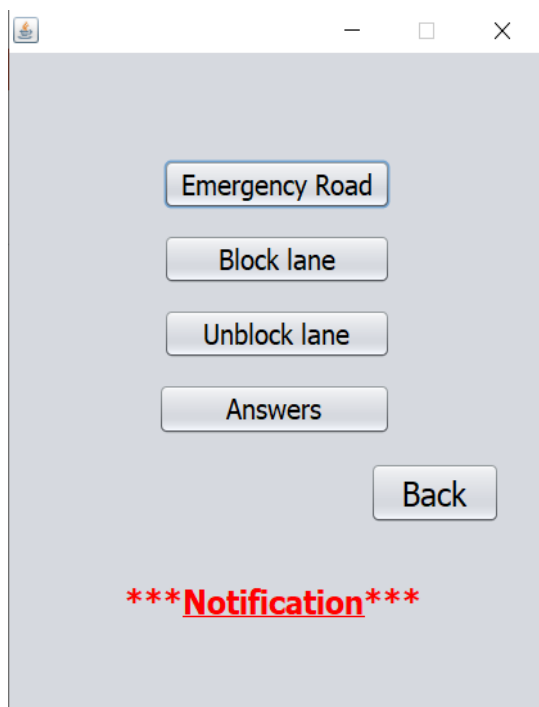 Emergency Road
Block lane
Unblock lane
Answers
Back
***Notification***